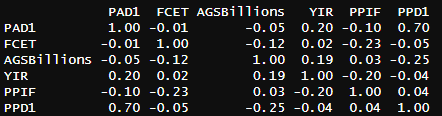 PAD1 FCET AGSBillions YIR PPIF PPD1
PAD1 1.00 -0.01 -0.05 0.20 -0.10 0.70
FCET -0.01 1.00 -0.12 0.02 -0.23 -0.05
AGSBillions -0.05 -0.12 1.00 0.19 0.03 -0.25
YIR 0.20 0.02 0.19 1.00 -0.20 -0.04
PPIF -0.10 -0.23 0.03 -0.20 1.00 0.04
PPD1 0.70 -0.05 -0.25 -0.04 0.04 1.00